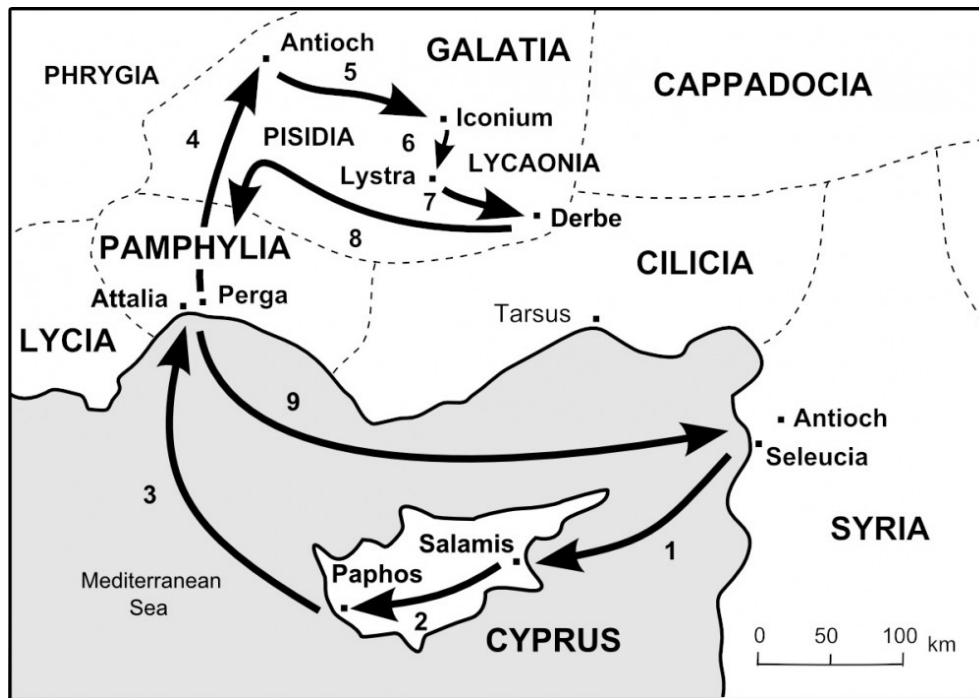 Antioch
GALATIA
PHRYGIA
5
CAPPADOCIA
Iconium
4
PISIDIA
6
LYCAONIA
Lystra
7
Derbe
8
PAMPHYLIA
CILICIA
Attalia
Perga
Tarsus
LYCIA
9
Antioch
Seleucia
3
SYRIA
Salamis
1
Paphos
Mediterranean
Sea
2
CYPRUS
0 50 100 km